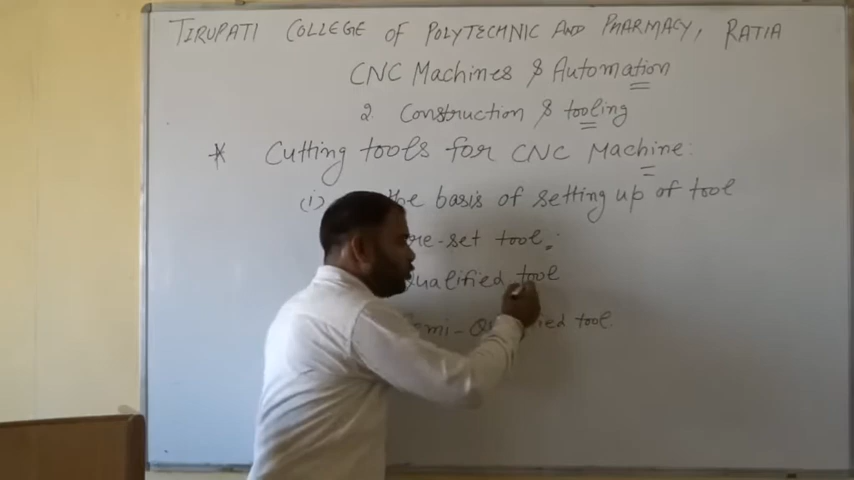 TIRUPATI COLLEGE OF POLYTECHNIC AND PHARMACY, RATIA
CNC MACHINES & AUTOMATION
2. CONSTRUCTION & tooling
* CUTTING tools for CNC MACHINE:
(i) the basis of setting up of tool
re-set tool.
ualified tool
emi - ied tool.